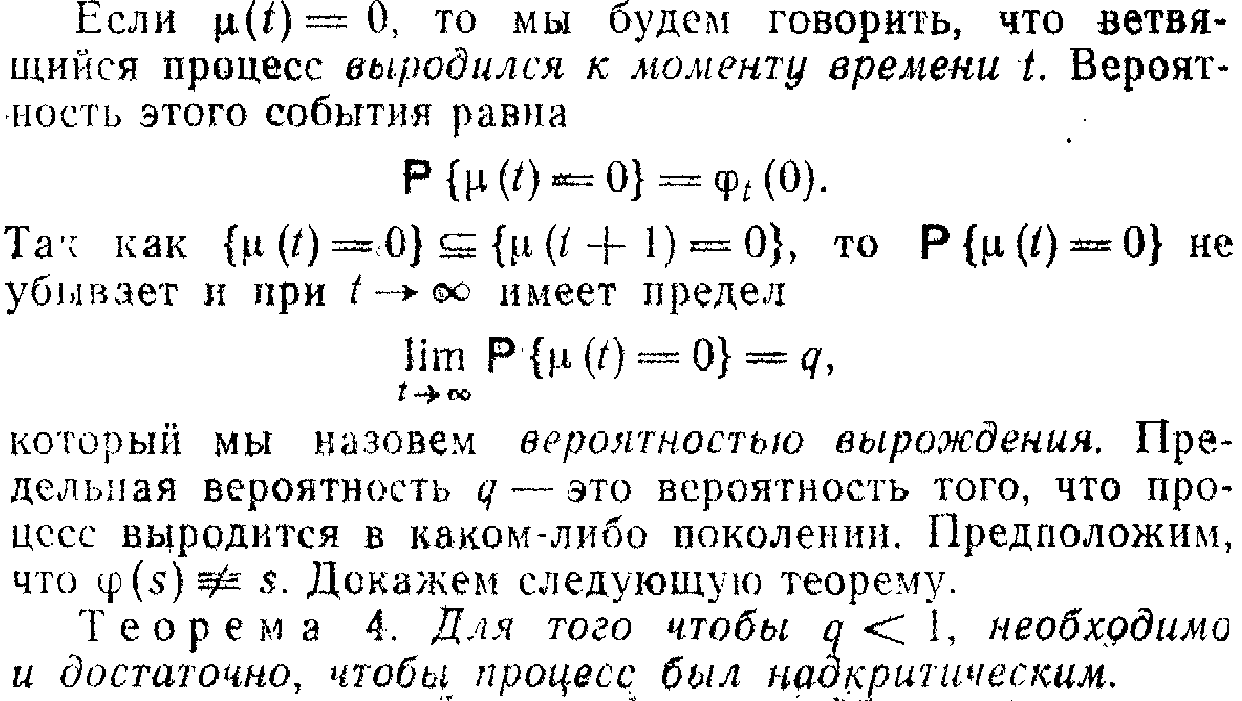 Если μ(t) = 0, то мы будем говорить, что ветвя-
щийся процесс выродился к моменту времени t. Вероят-
ность этого события равна
P {μ (t) = 0} = φₜ (0).
Так как {μ (t) = 0} ⊆ {μ (t + 1) = 0}, то P {μ (t) = 0} не
убывает и при t → ∞ имеет предел
lim P {μ (t) = 0} = q,
t → ∞
который мы назовем вероятностью вырождения. Пре-
дельная вероятность q — это вероятность того, что про-
цесс выродится в каком-либо поколении. Предположим,
что φ (s) ≢ s. Докажем следующую теорему.
Теорема 4. Для того чтобы q < 1, необходимо
и достаточно, чтобы процесс был надкритическим.